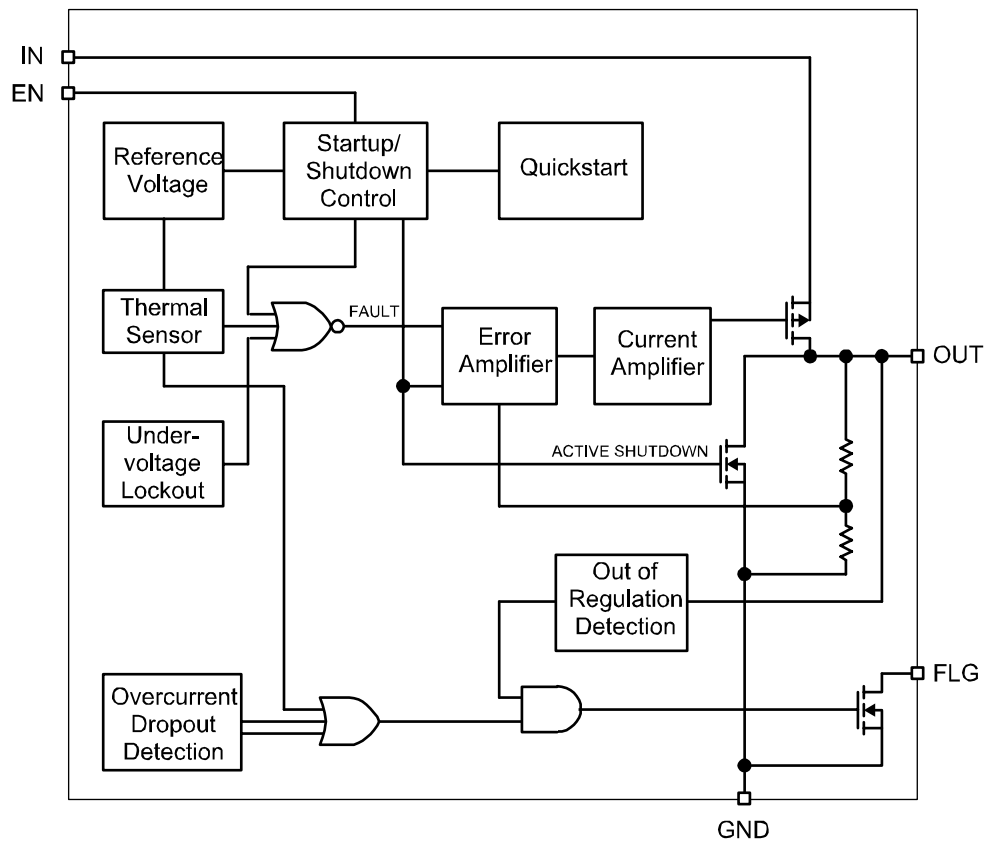 IN
EN
Reference
Voltage
Startup/
Shutdown
Control
Quickstart
Thermal
Sensor
FAULT
Error
Amplifier
Current
Amplifier
OUT
Under-
voltage
Lockout
ACTIVE SHUTDOWN
Out of
Regulation
Detection
FLG
Overcurrent
Dropout
Detection
GND